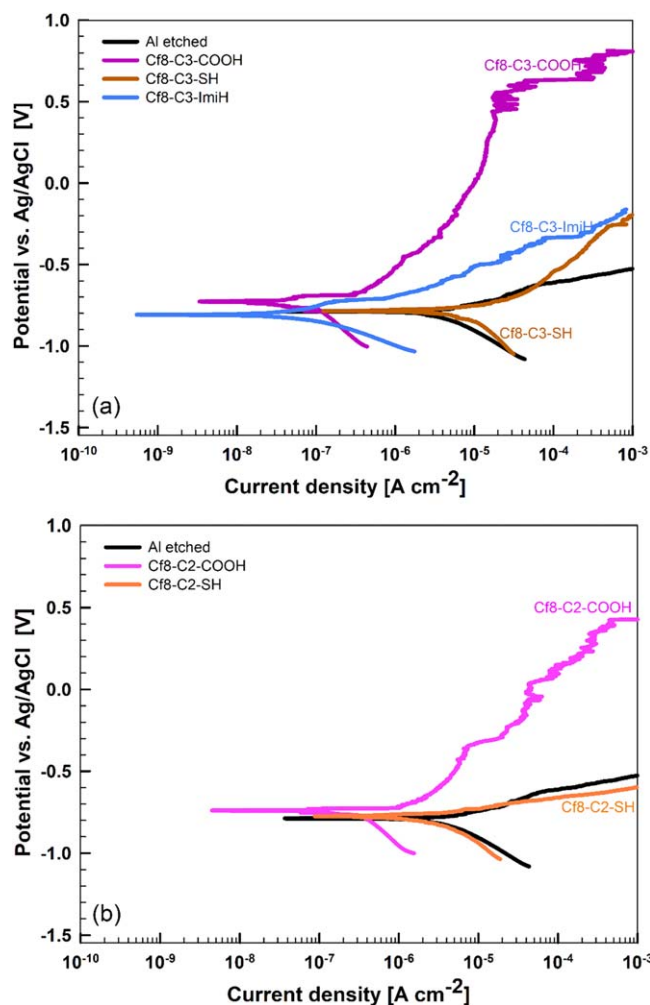 1.0
Al etched
Cf8-C3-COOH
Cf8-C3-SH
Cf8-C3-ImiH
Cf8-C3-COOH
0.5
0.0
Cf8-C3-ImiH
-0.5
Cf8-C3-SH
-1.0
(a)
-1.5
10-10 10-9 10-8 10-7 10-6 10-5 10-4 10-3
Potential vs. Ag/AgCl [V]
Current density [A cm-2]
1.0
Al etched
Cf8-C2-COOH
Cf8-C2-SH
Cf8-C2-COOH
0.5
0.0
-0.5
Cf8-C2-SH
-1.0
(b)
-1.5
10-10 10-9 10-8 10-7 10-6 10-5 10-4 10-3
Potential vs. Ag/AgCl [V]
Current density [A cm-2]